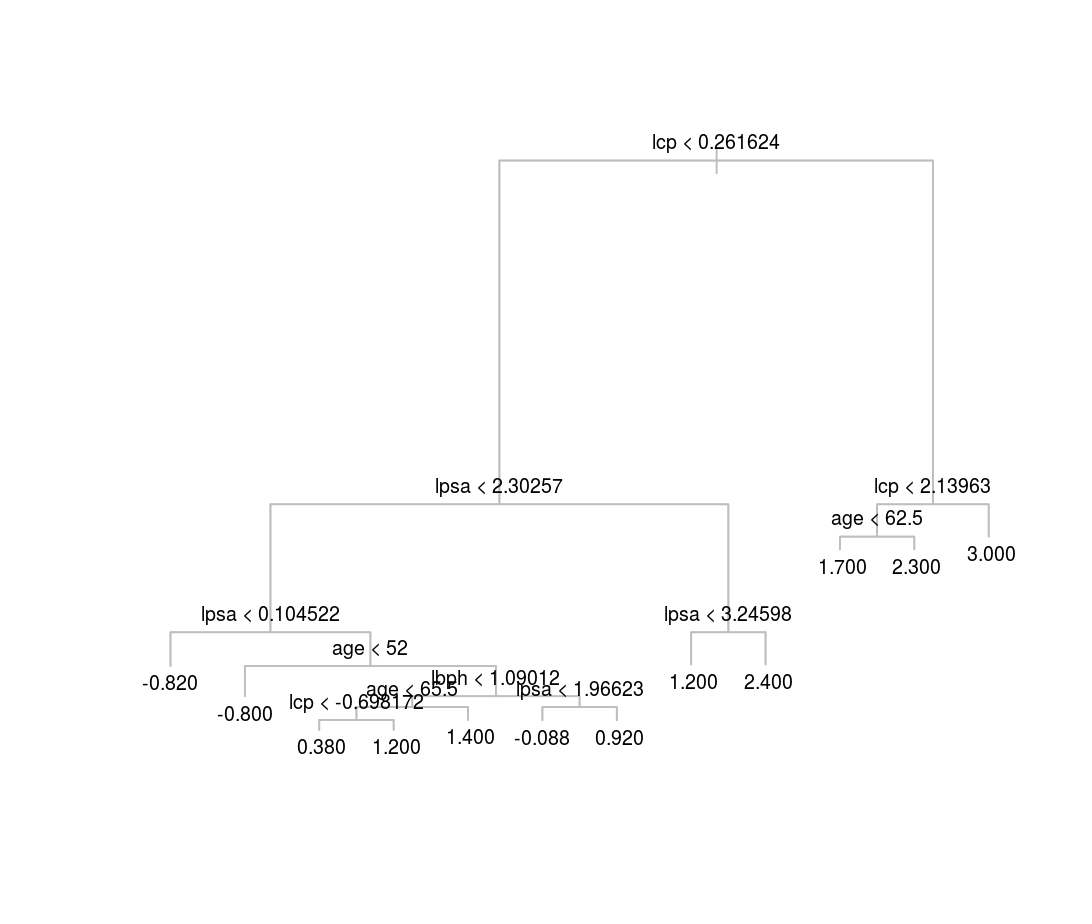 lcp < 0.261624
lpsa < 2.30257
lcp < 2.13963
age < 62.5
1.700
2.300
3.000
lpsa < 0.104522
lpsa < 3.24598
-0.820
age < 52
1.200
2.400
-0.800
lbph < 1.09012
age < 65.5
lpsa < 1.96623
lcp < -0.698172
1.400
-0.088
0.920
0.380
1.200